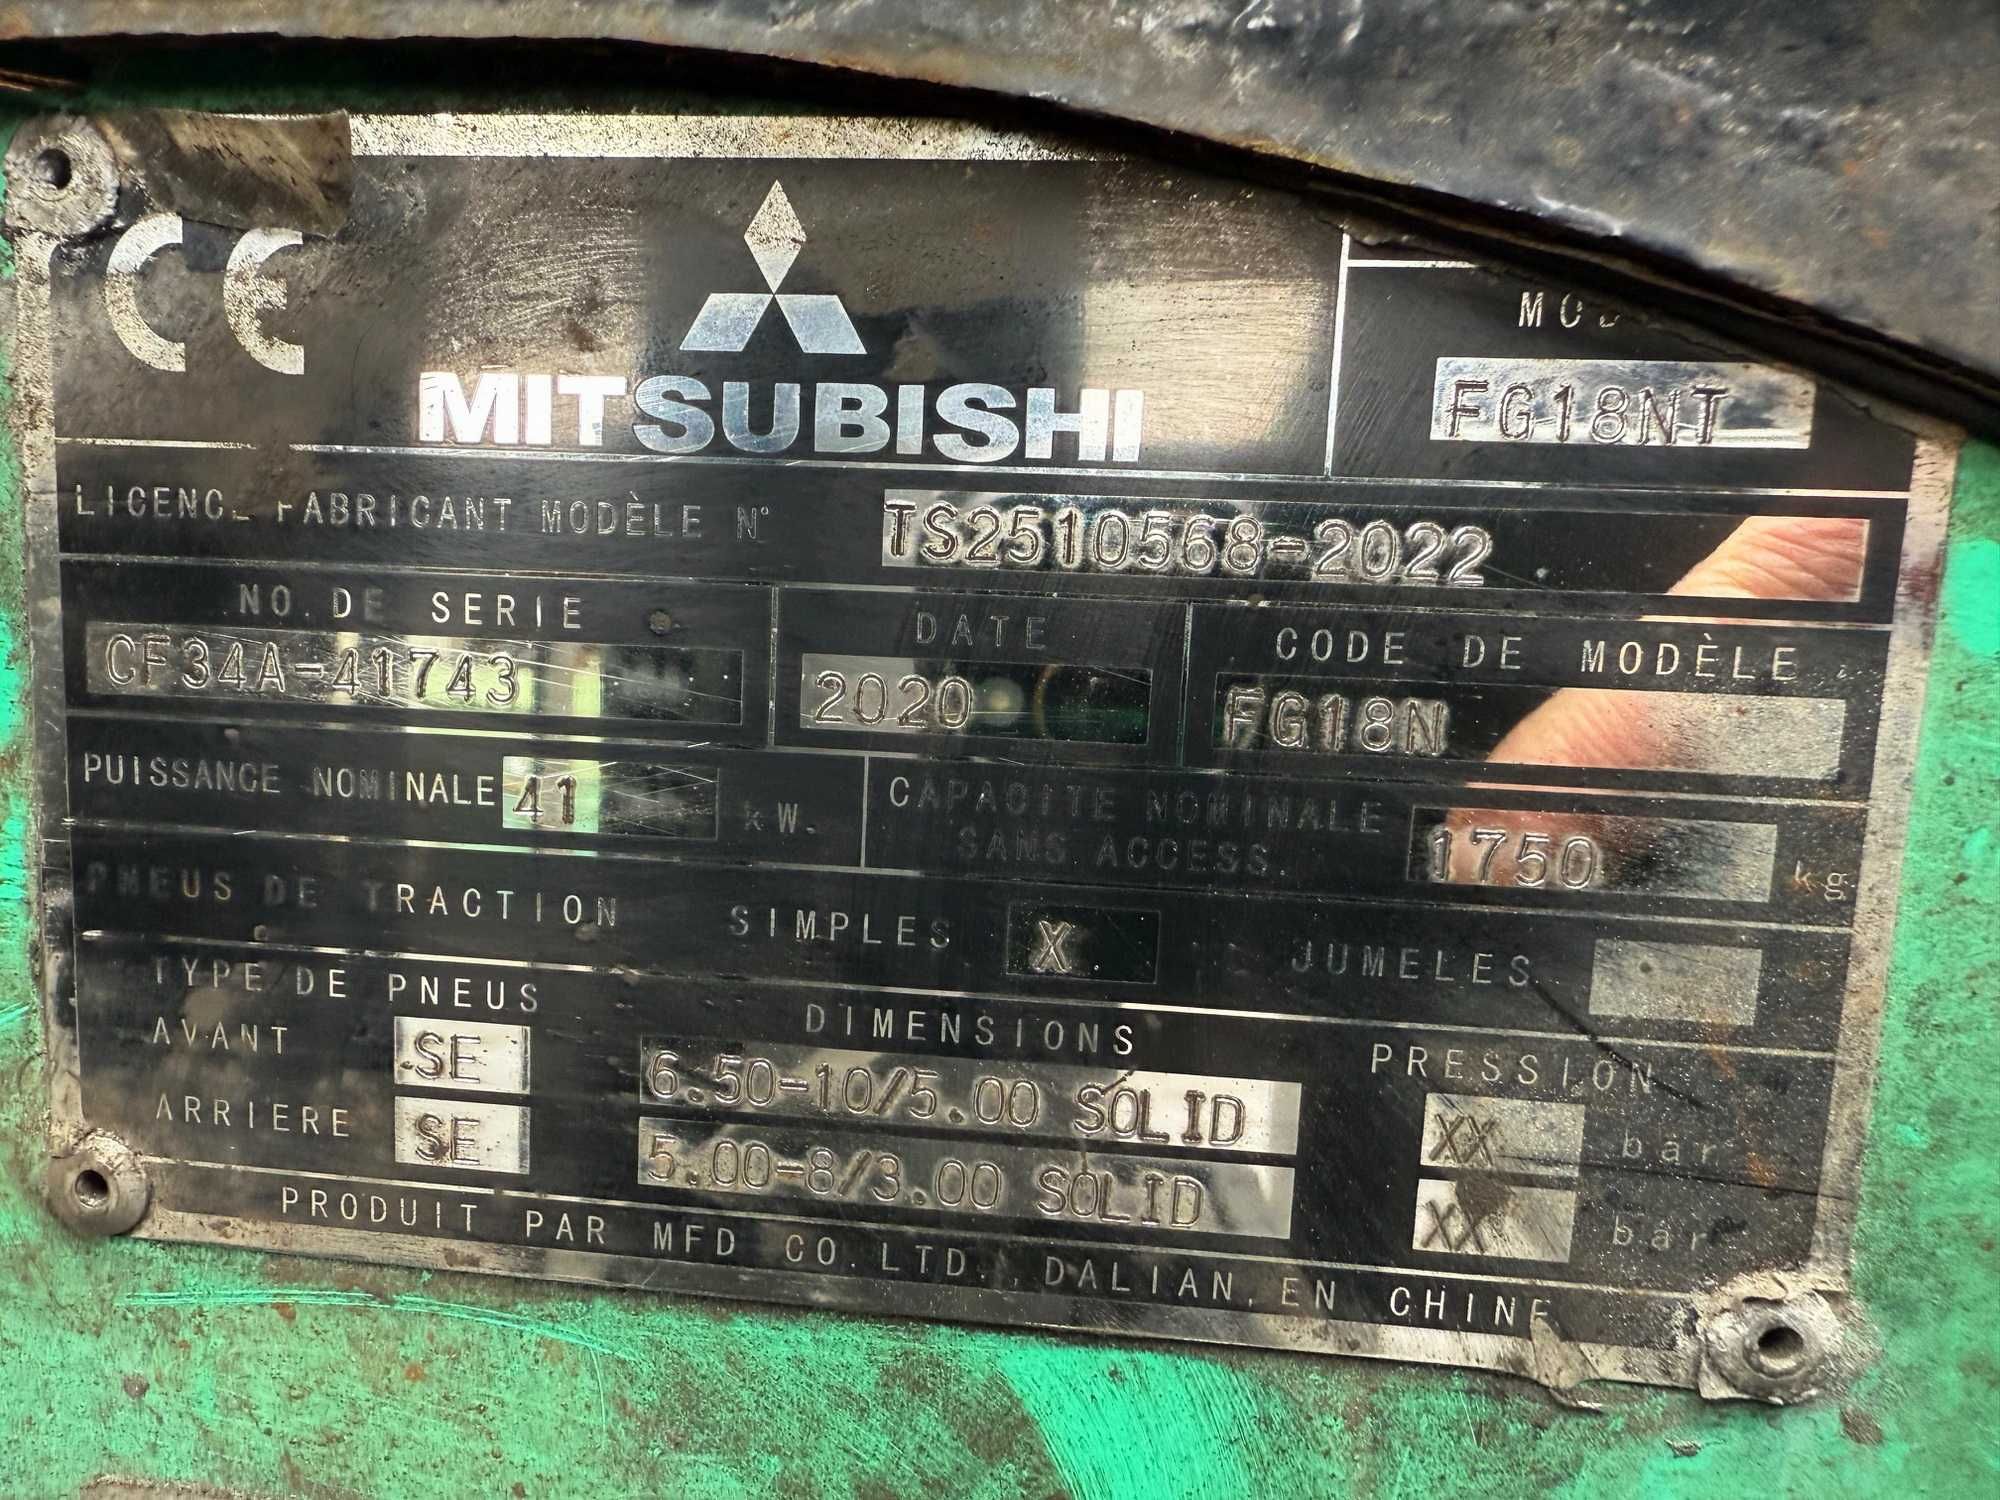 CE
MITSUBISHI
FG18NT
LICENC FABRICANT MODÈLE N° TS2510568-2022
NO. DE SERIE DATE CODE DE MODÈLE
CF34A-41743 2020 FG18N
PUISSANCE NOMINALE 41 kW. CAPACITE NOMINALE SANS ACCESS. 1750 kg
PNEUS DE TRACTION SIMPLES X JUMELES
TYPE DE PNEUS DIMENSIONS PRESSION
AVANT SE 6.50-10/5.00 SOLID XX bar
ARRIERE SE 5.00-8/3.00 SOLID XX bar
PRODUIT PAR MFD CO. LTD., DALIAN, EN CHINE